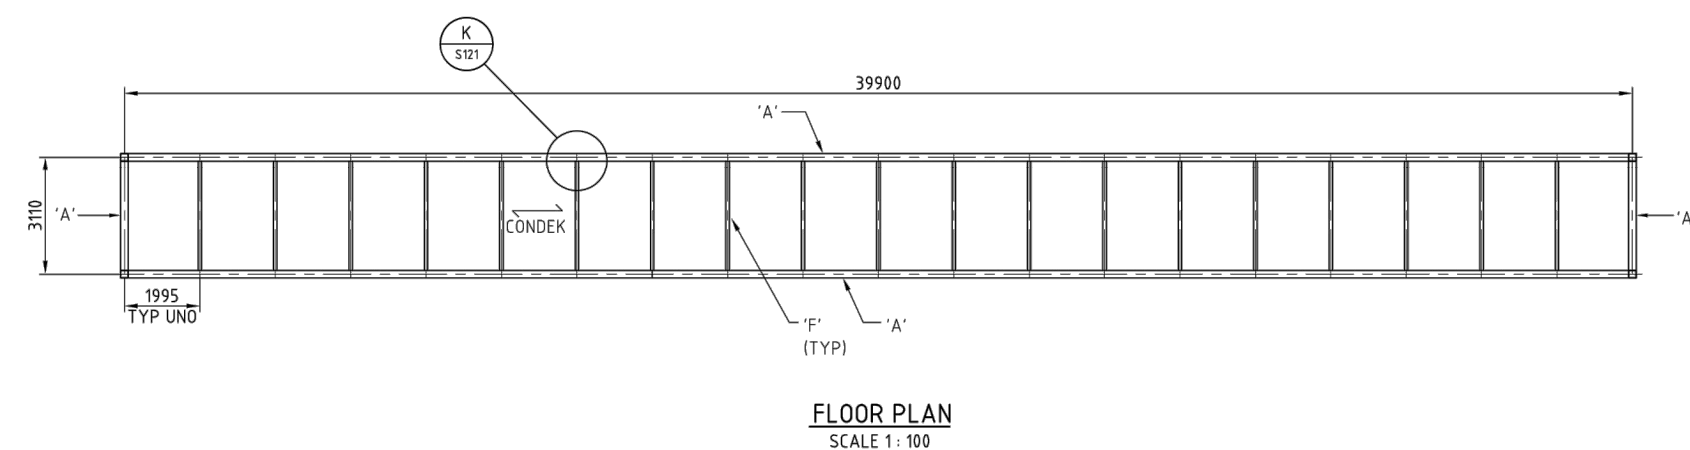 K
S121
39900
'A'
3110
'A'
CONDEK
'A'
1995
TYP UNO
'F'
(TYP)
'A'
FLOOR PLAN
SCALE 1 : 100